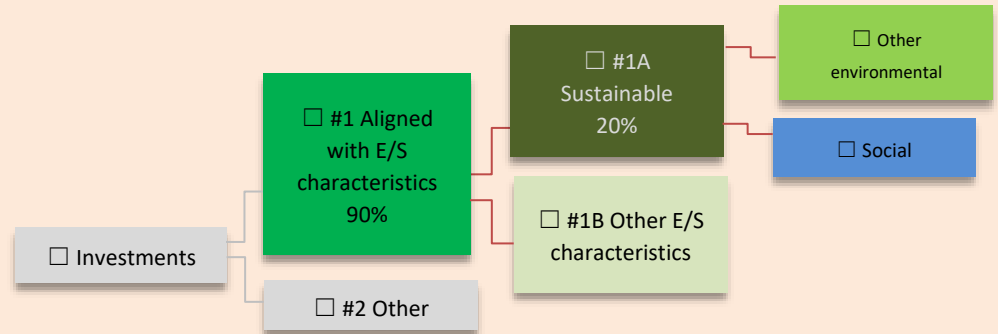 ☐ Investments
☐ #1 Aligned
with E/S
characteristics
90%
☐ #2 Other
☐ #1A
Sustainable
20%
☐ #1B Other E/S
characteristics
☐ Other
environmental
☐ Social